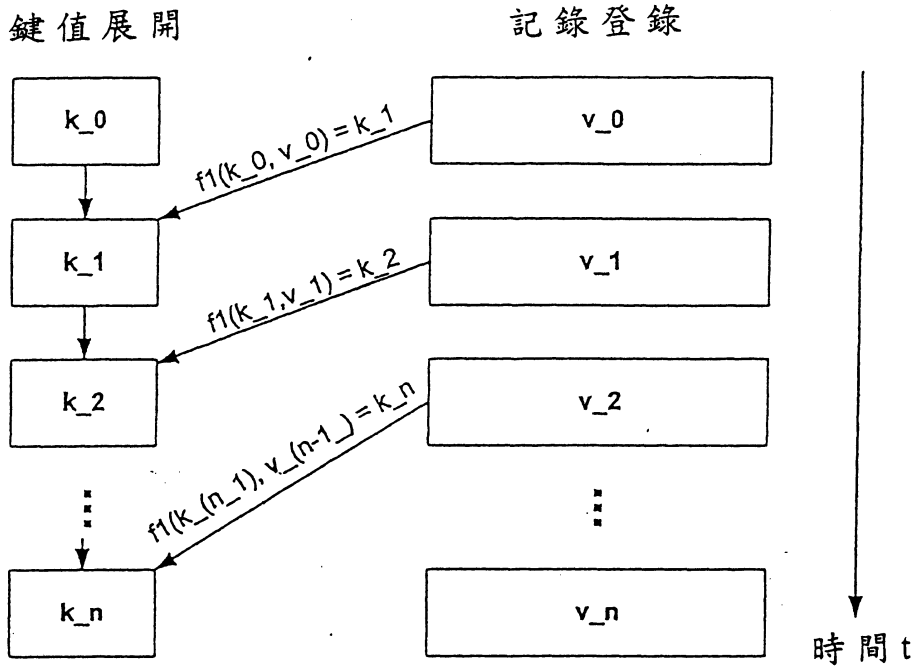 鍵值展開
記錄登錄
k_0
v_0
f1(k_0, v_0) = k_1
k_1
v_1
f1(k_1,v_1) = k_2
k_2
v_2
f1(k_(n_1), v_(n-1_) = k_n
k_n
v_n
時間 t